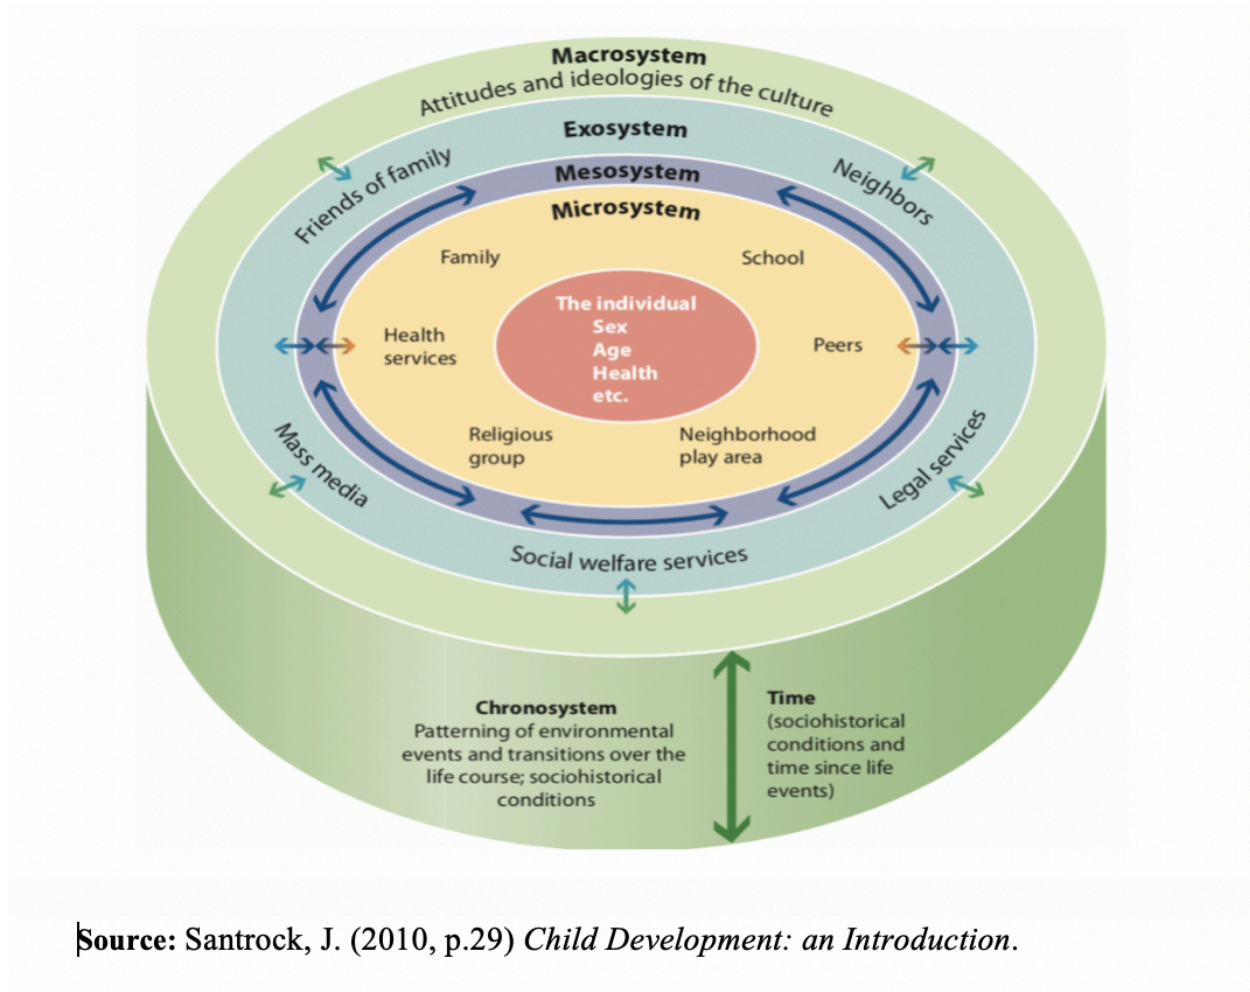 Macrosystem
Attitudes and ideologies of the culture
Exosystem
Friends of family
Neighbors
Mesosystem
Microsystem
Family
School
The individual
Sex
Age
Health
etc.
Health
services
Peers
Religious
group
Neighborhood
play area
Mass media
Legal services
Social welfare services
Chronosystem
Patterning of environmental
events and transitions over the
life course; sociohistorical
conditions
Time
(sociohistorical
conditions and
time since life
events)
Source: Santrock, J. (2010, p.29) Child Development: an Introduction.